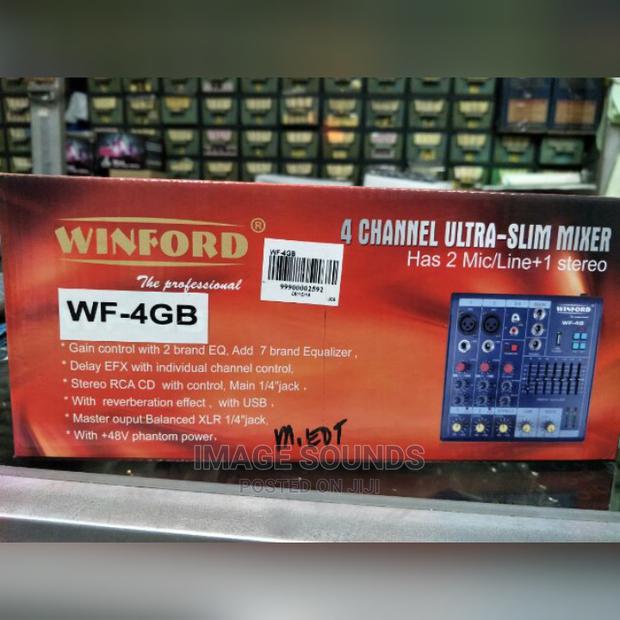 WINFORD®
The professional
WF-4GB
WF-4GB
99900002592
4 CHANNEL ULTRA-SLIM MIXER
Has 2 Mic/Line+1 stereo
* Gain control with 2 brand EQ, Add 7 brand Equalizer ,
* Delay EFX with individual channel control,
* Stereo RCA CD with control, Main 1/4"jack .
* With reverberation effect , with USB .
* Master ouput:Balanced XLR 1/4"jack,
* With +48V phantom power.
M.EDT
WINFORD
WF-4B
IMAGE SOUNDS
POSTED ON JIJI